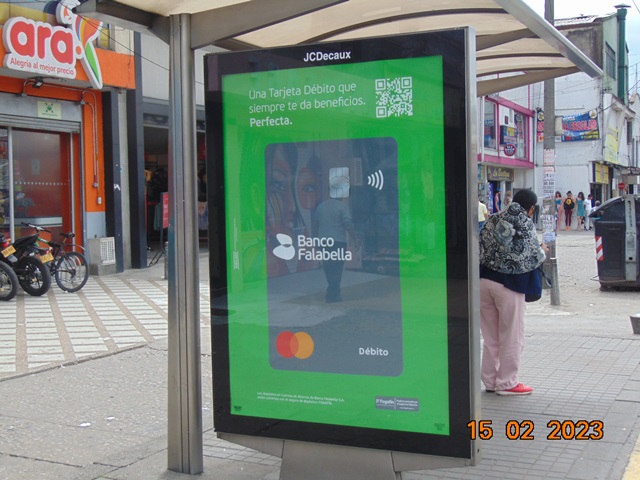 ara
Alegría al mejor precio
JCDecaux
Una Tarjeta Débito que
siempre te da beneficios.
Perfecta.
Banco
Falabella
Débito
15 02 2023